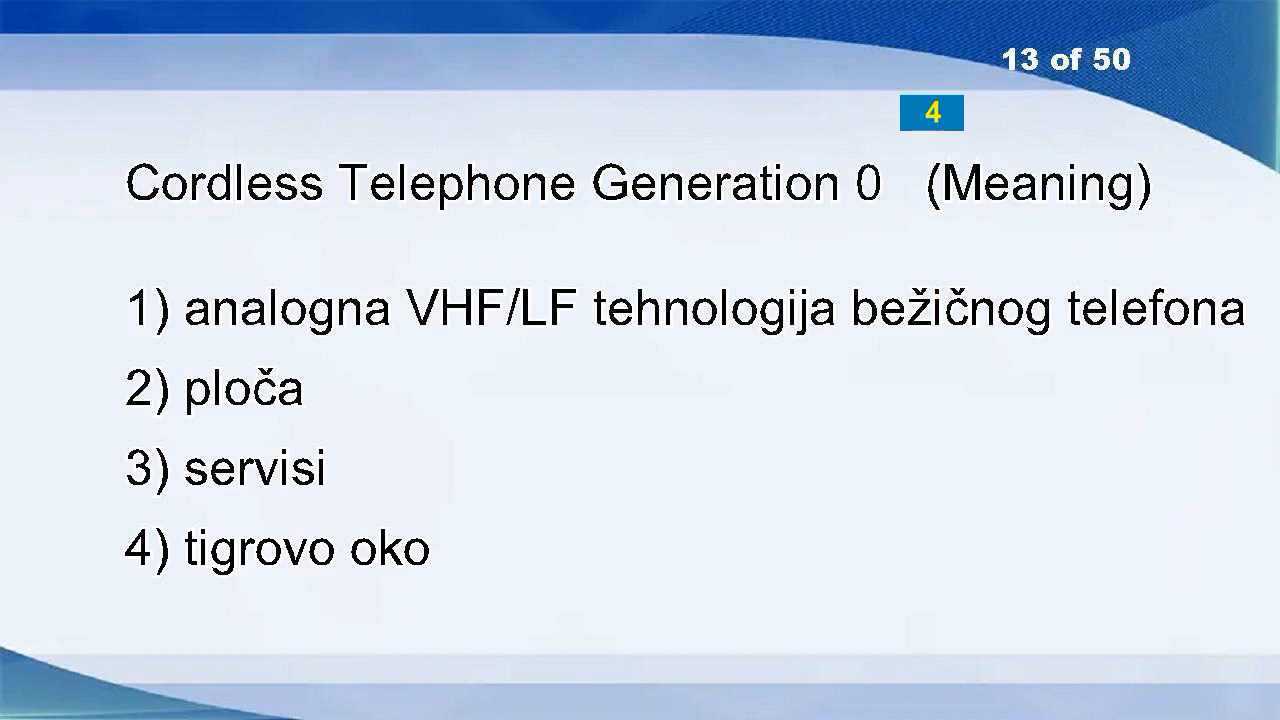 13 of 50
4
Cordless Telephone Generation 0 (Meaning)
1) analogna VHF/LF tehnologija bežičnog telefona
2) ploča
3) servisi
4) tigrovo oko